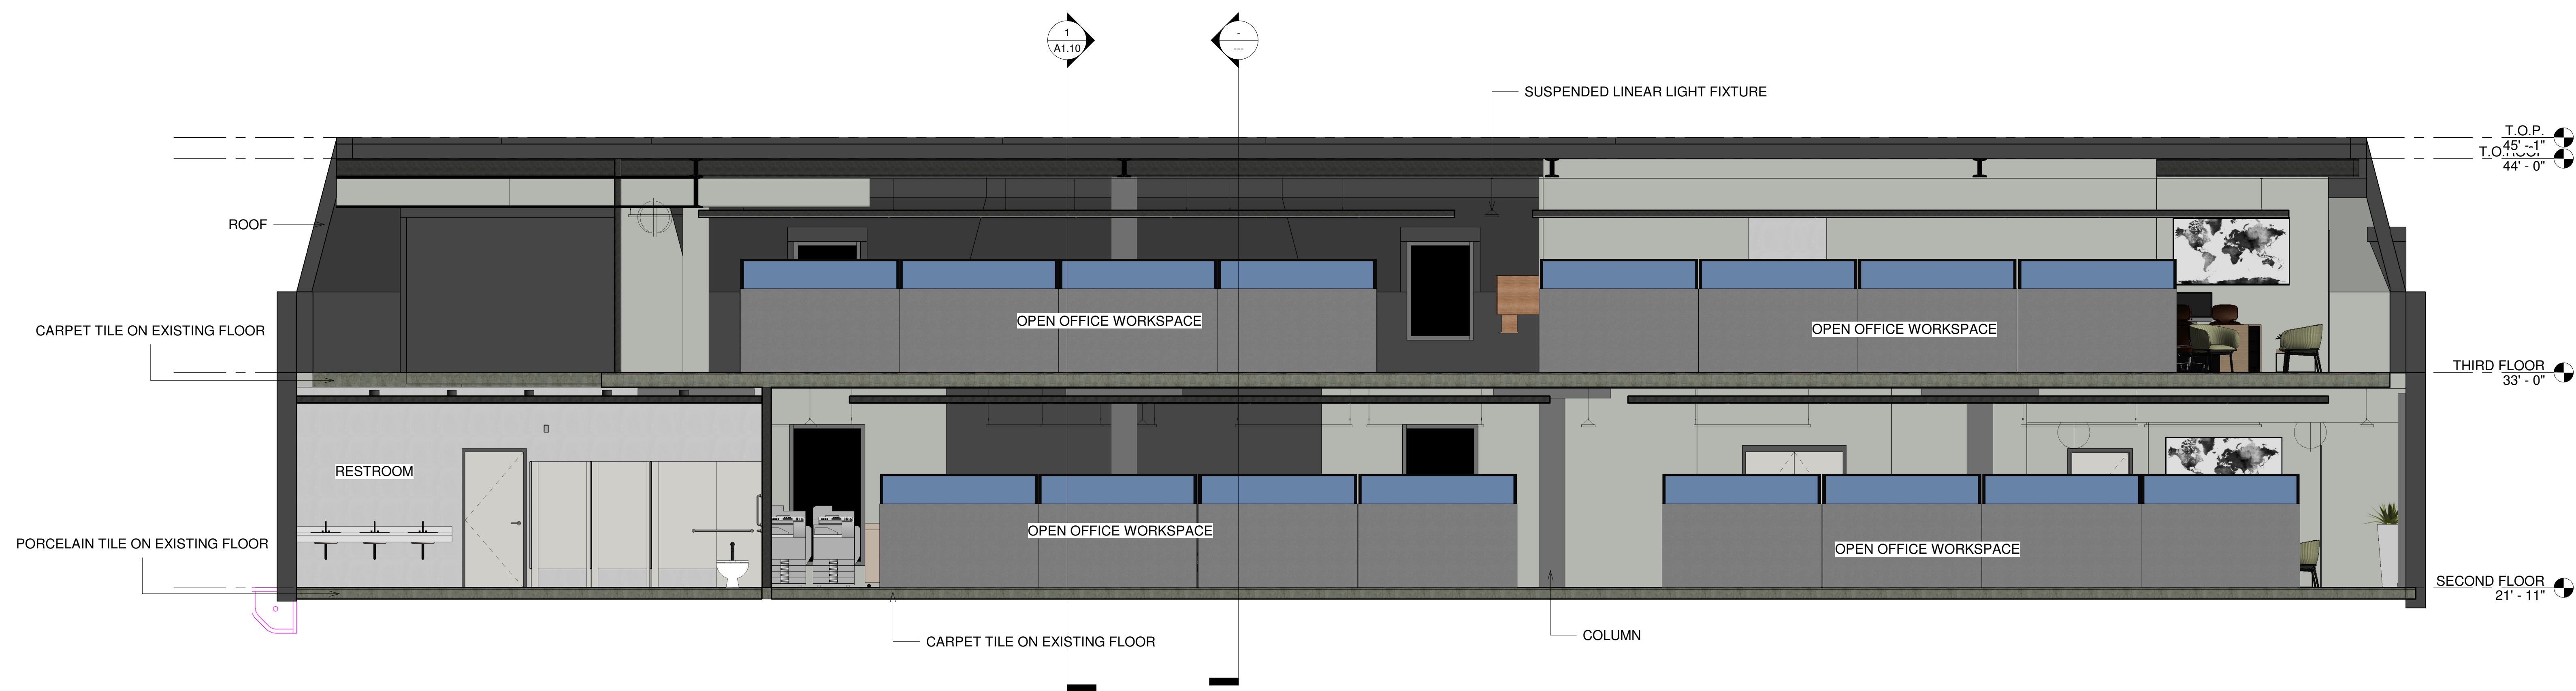 1
A1.10
-
---
SUSPENDED LINEAR LIGHT FIXTURE
T.O.P.
45' - 1"
T.O.ROOF
44' - 0"
ROOF
CARPET TILE ON EXISTING FLOOR
OPEN OFFICE WORKSPACE
OPEN OFFICE WORKSPACE
THIRD FLOOR
33' - 0"
RESTROOM
PORCELAIN TILE ON EXISTING FLOOR
OPEN OFFICE WORKSPACE
OPEN OFFICE WORKSPACE
SECOND FLOOR
21' - 11"
CARPET TILE ON EXISTING FLOOR
COLUMN